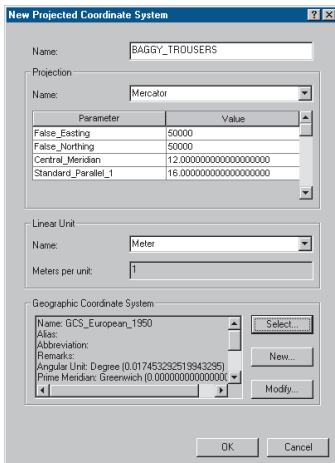 New Projected Coordinate System
Name: BAGGY_TROUSERS
Projection
Name: Mercator
Parameter Value
False_Easting 50000
False_Northing 50000
Central_Meridian 12.000000000000000000
Standard_Parallel_1 16.000000000000000000
Linear Unit
Name: Meter
Meters per unit: 1
Geographic Coordinate System
Name: GCS_European_1950
Alias:
Abbreviation:
Remarks:
Angular Unit: Degree (0.017453292519943295)
Prime Meridian: Greenwich (0.000000000000000
Select...
New...
Modify...
OK Cancel